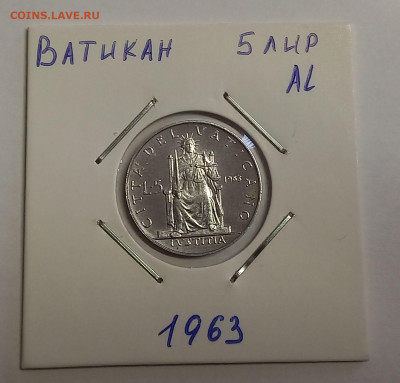 COINS.LAVE.RU
ВАТИКАН 5 ЛИР
AL
CITTA DEL VATICANO
L.5 1963
IVSTITIA
1963